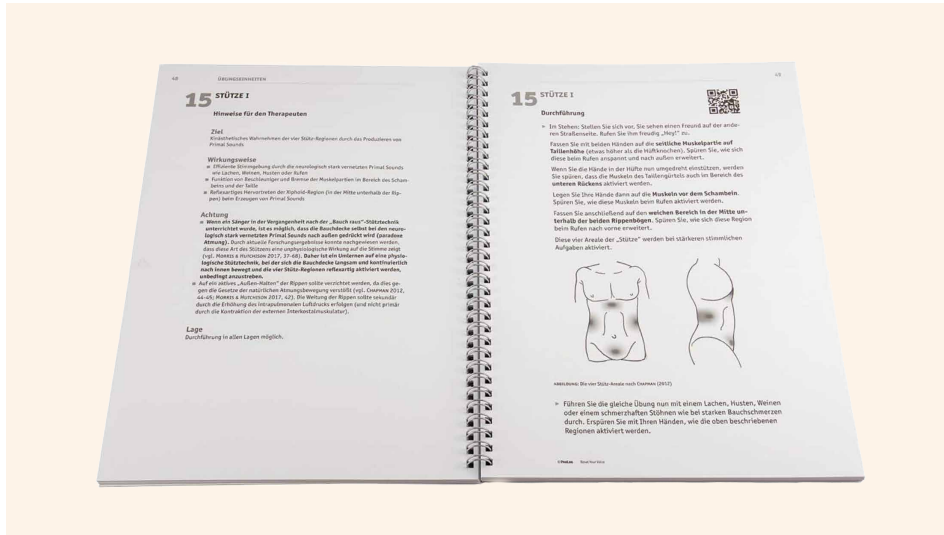 48 ÜBUNGSEINHEITEN
15 STÜTZE I
Hinweise für den Therapeuten
Ziel
Kinästhetisches Wahrnehmen der vier Stütz-Regionen durch das Produzieren von
Primal Sounds
Wirkungsweise
Effiziente Stimmgebung durch die neurologisch stark vernetzten Primal Sounds
wie Lachen, Weinen, Husten oder Rufen
Funktion von Beschleuniger und Bremse der Muskelpartien im Bereich des Scham-
beins und der Taille
Reflexartiges Hervortreten der Xiphoid-Region (in der Mitte unterhalb der Rip-
pen) beim Erzeugen von Primal Sounds
Achtung
Wenn ein Sänger in der Vergangenheit nach der „Bauch raus“-Stütztechnik
unterrichtet wurde, ist es möglich, dass die Bauchdecke selbst bei den neuro-
logisch stark vernetzten Primal Sounds nach außen gedrückt wird (paradoxe
Atmung). Durch aktuelle Forschungsergebnisse konnte nachgewiesen werden,
dass diese Art des Stützens eine unphysiologische Wirkung auf die Stimme zeigt
(vgl. MORRIS & HUTCHISON 2017, 37–68). Daher ist ein Umlernen auf eine physio-
logische Stütztechnik, bei der sich die Bauchdecke langsam und kontinuierlich
nach innen bewegt und die vier Stütz-Regionen reflexartig aktiviert werden,
unbedingt anzustreben.
Auf ein aktives „Außen-Halten“ der Rippen sollte verzichtet werden, da dies ge-
gen die Gesetze der natürlichen Atmungsbewegung verstößt (vgl. CHAPMAN 2012,
44–45; MORRIS & HUTCHISON 2017, 42). Die Weitung der Rippen sollte sekundär
durch die Erhöhung des intrapulmonalen Luftdrucks erfolgen (und nicht primär
durch die Kontraktion der externen Interkostalmuskulatur).
Lage
Durchführung in allen Lagen möglich.
15 STÜTZE I
Durchführung
» Im Stehen: Stellen Sie sich vor, Sie sehen einen Freund auf der ande-
ren Straßenseite. Rufen Sie ihm freudig „Hey!“ zu.
Fassen Sie mit beiden Händen auf die seitliche Muskelpartie auf
Taillenhöhe (etwas höher als die Hüftknochen). Spüren Sie, wie sich
diese beim Rufen anspannt und nach außen erweitert.
Wenn Sie die Hände in der Hüfte nun umgedreht einstützen, werden
Sie spüren, dass die Muskeln des Taillengürtels auch im Bereich des
unteren Rückens aktiviert werden.
Legen Sie Ihre Hände dann auf die Muskeln vor dem Schambein.
Spüren Sie, wie diese Muskeln beim Rufen aktiviert werden.
Fassen Sie anschließend auf den weichen Bereich in der Mitte un-
terhalb der beiden Rippenbögen. Spüren Sie, wie sich diese Region
beim Rufen nach vorne erweitert.
Diese vier Areale der „Stütze“ werden bei stärkeren stimmlichen
Aufgaben aktiviert.
ABBILDUNG: Die vier Stütz-Areale nach CHAPMAN (2012)
» Führen Sie die gleiche Übung nun mit einem Lachen, Husten, Weinen
oder einem schmerzhaften Stöhnen wie bei starken Bauchschmerzen
durch. Erspüren Sie mit Ihren Händen, wie die oben beschriebenen
Regionen aktiviert werden.